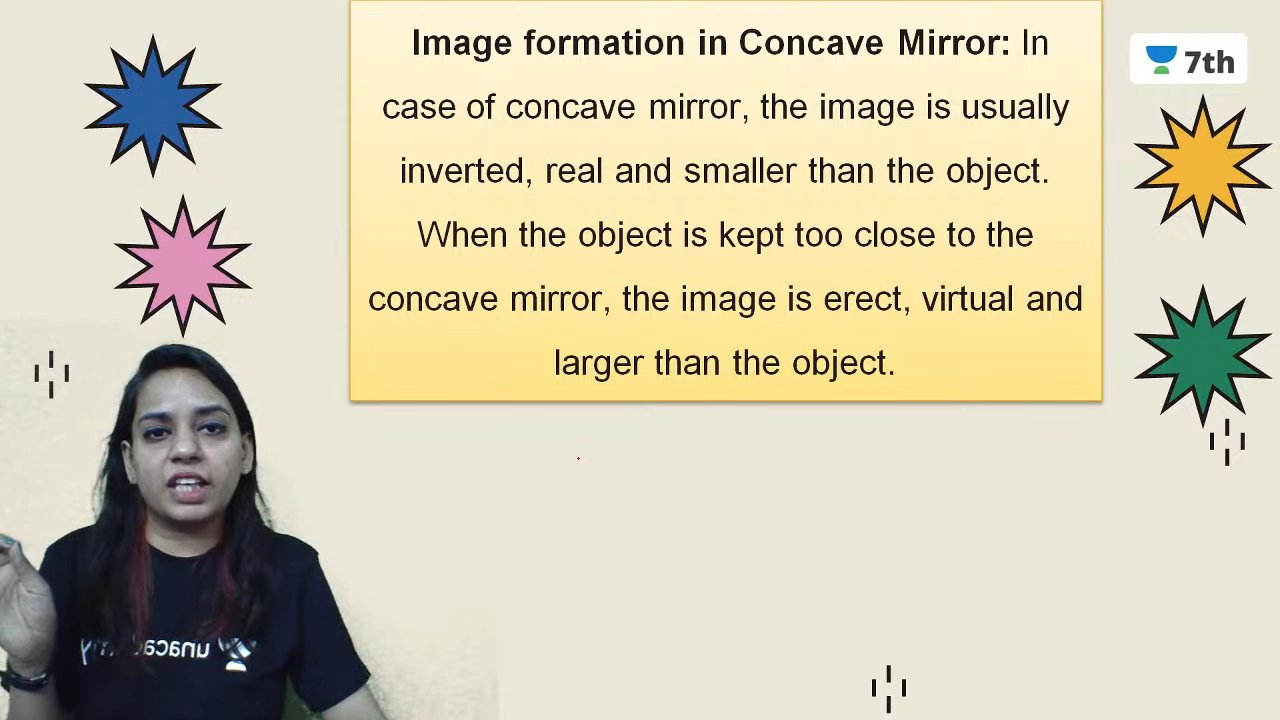 Image formation in Concave Mirror: In
case of concave mirror, the image is usually
inverted, real and smaller than the object.
When the object is kept too close to the
concave mirror, the image is erect, virtual and
larger than the object.
7th
unacademy